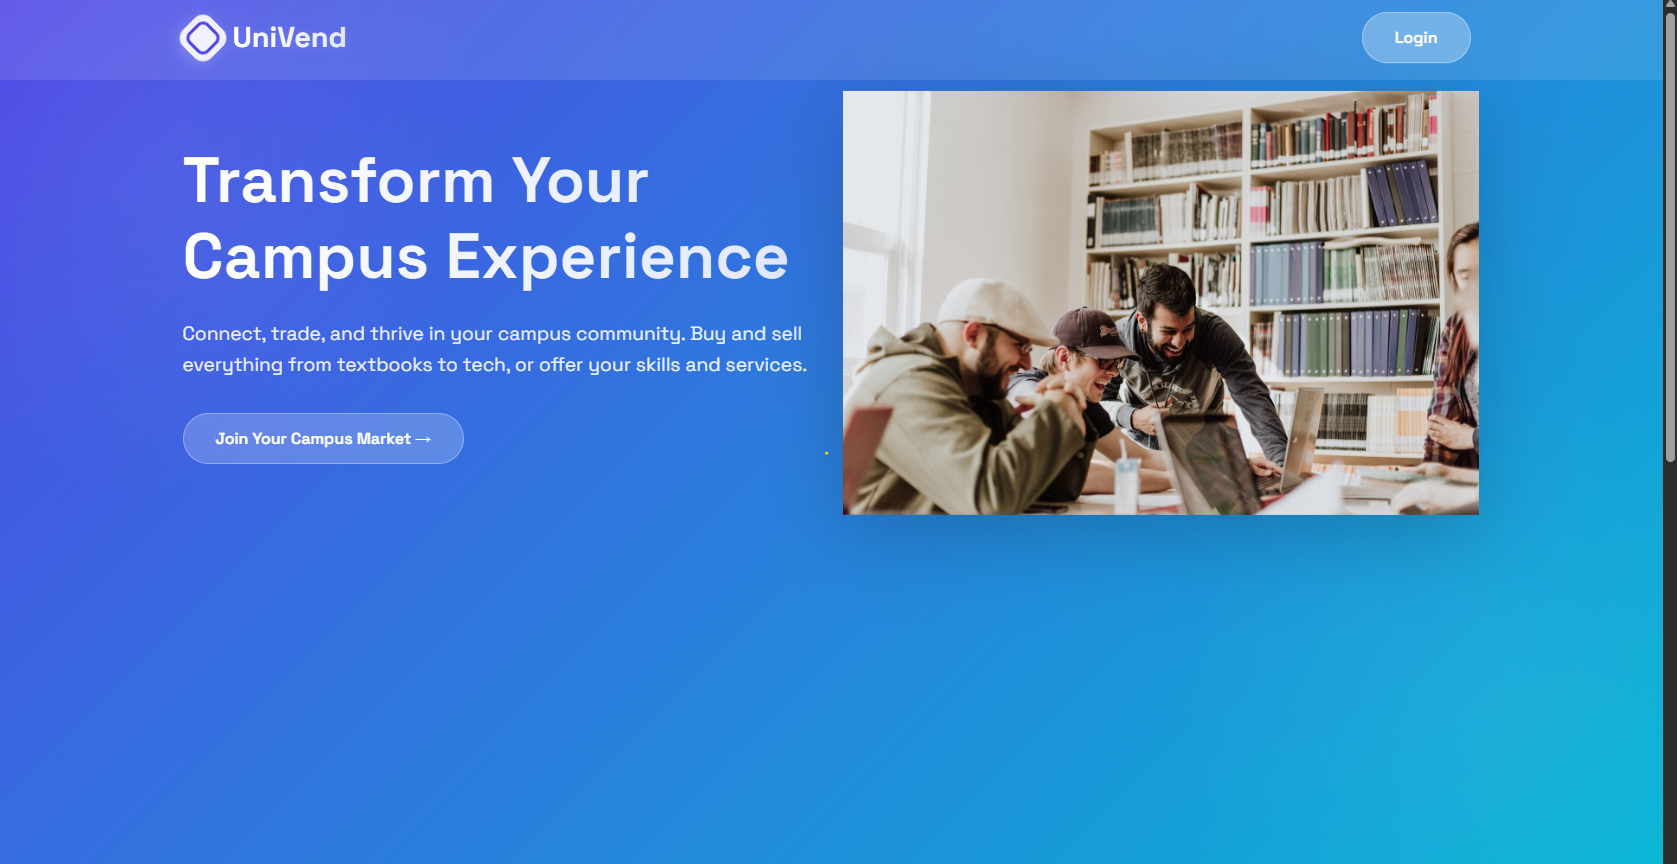 UniVend
Login
Transform Your
Campus Experience
Connect, trade, and thrive in your campus community. Buy and sell
everything from textbooks to tech, or offer your skills and services.
Join Your Campus Market →